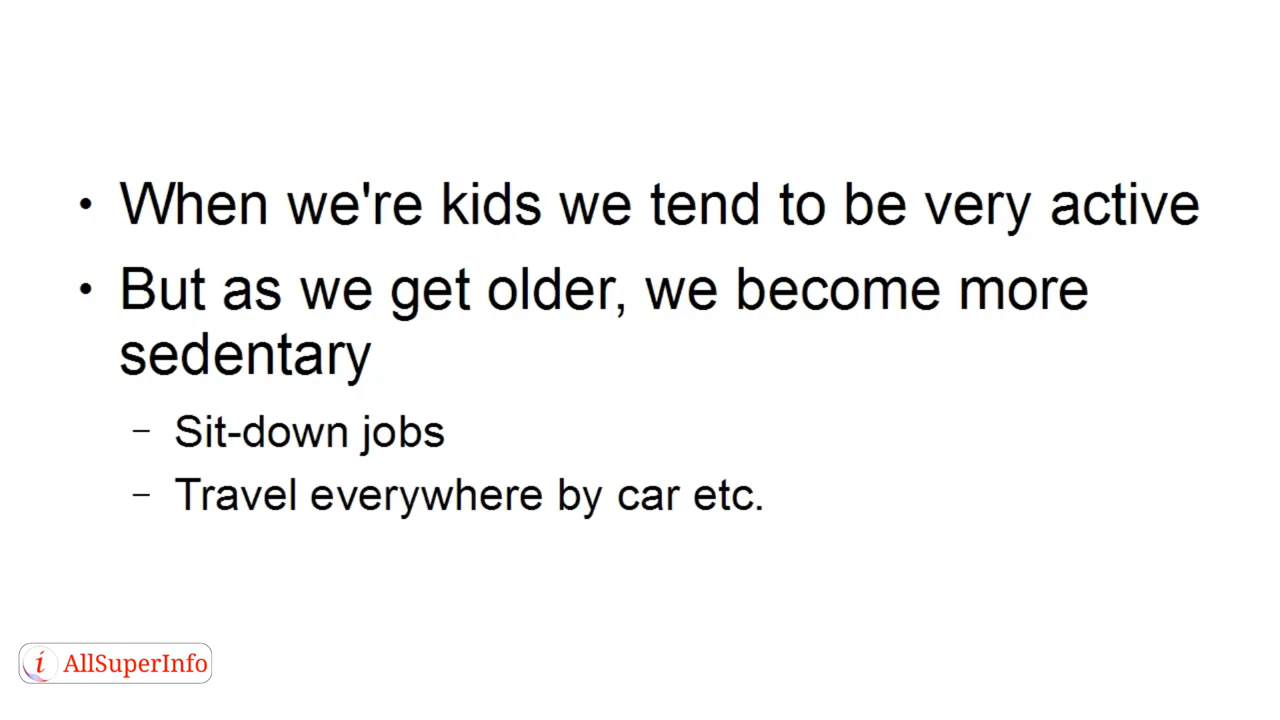 • When we're kids we tend to be very active
• But as we get older, we become more
sedentary
– Sit-down jobs
– Travel everywhere by car etc.
i AllSuperInfo